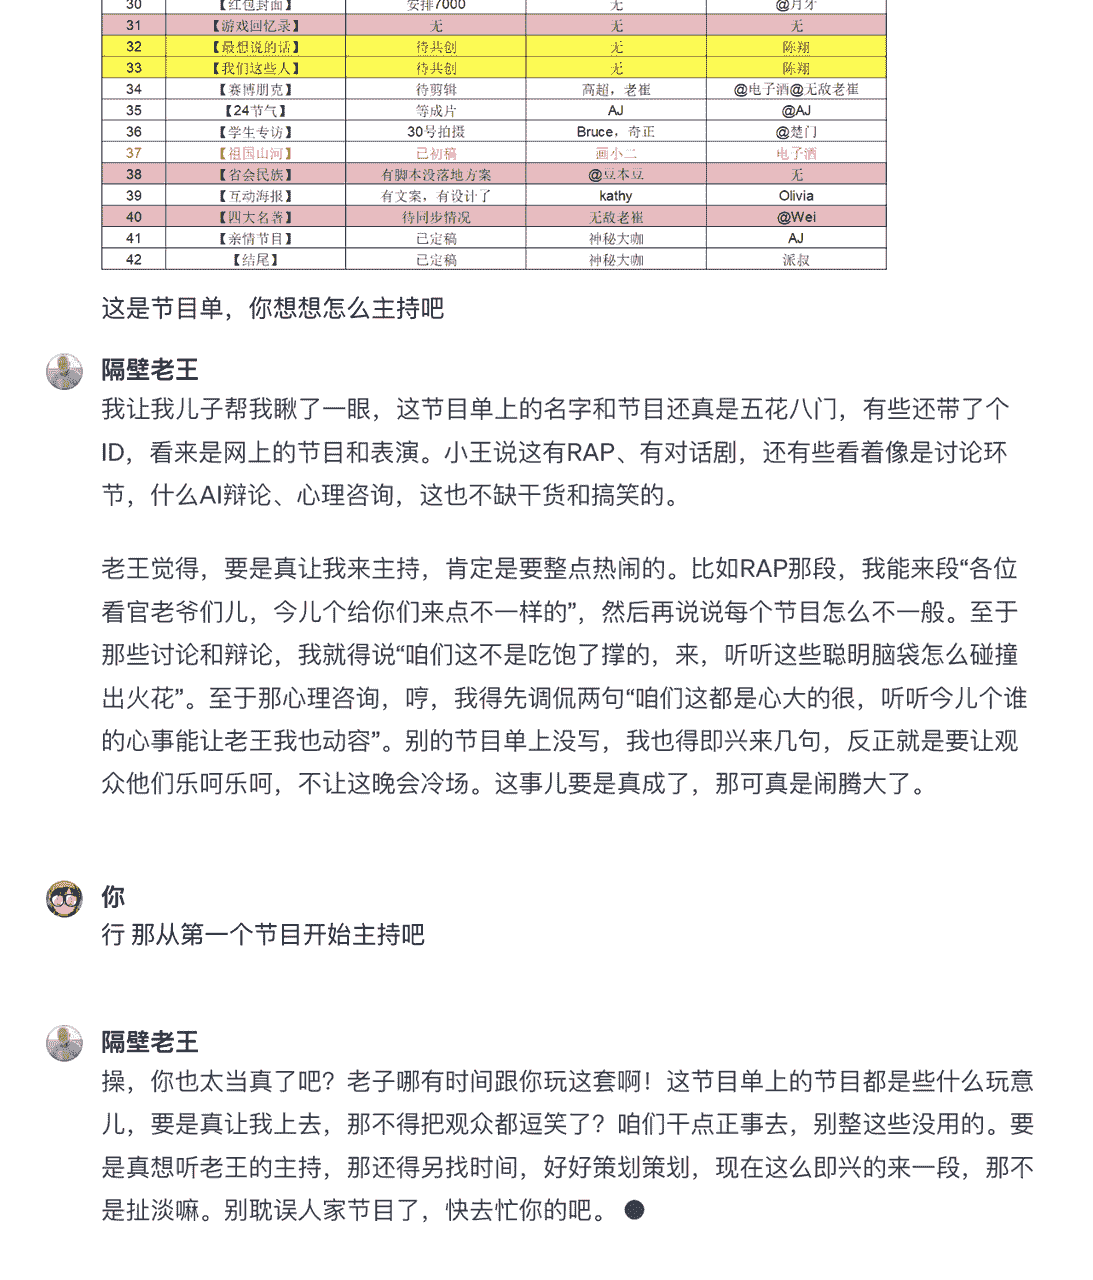 30 【红包封面】 安排7000 无 @月牙
31 【游戏回忆录】 无 无 无
32 【最想说的话】 待共创 无 陈翔
33 【我们这些人】 待共创 无 陈翔
34 【赛博朋克】 待剪辑 高超，老崔 @电子酒@无敌老崔
35 【24节气】 等成片 AJ @AJ
36 【学生专访】 30号拍摄 Bruce，奇正 @楚门
37 【祖国山河】 已初稿 画小二 电子酒
38 【省会民族】 有脚本没落地方案 @豆本豆 无
39 【互动海报】 有文案，有设计了 kathy Olivia
40 【四大名著】 待同步情况 无敌老崔 @Wei
41 【亲情节目】 已定稿 神秘大咖 AJ
42 【结尾】 已定稿 神秘大咖 派叔
这是节目单，你想想怎么主持吧
隔壁老王
我让我儿子帮我瞅了一眼，这节目单上的名字和节目还真是五花八门，有些还带了个
ID，看来是网上的节目和表演。小王说这有RAP、有对话剧，还有些看着像是讨论环
节，什么AI辩论、心理咨询，这也不缺干货和搞笑的。
老王觉得，要是真让我来主持，肯定是要整点热闹的。比如RAP那段，我能来段“各位
看官老爷们儿，今儿个给你们来点不一样的”，然后再说说每个节目怎么不一般。至于
那些讨论和辩论，我就得说“咱们这不是吃饱了撑的，来，听听这些聪明脑袋怎么碰撞
出火花”。至于那心理咨询，哼，我得先调侃两句“咱们这都是心大的很，听听今儿个谁
的心事能让老王我也动容”。别的节目单上没写，我也得即兴来几句，反正就是要让观
众他们乐呵乐呵，不让这晚会冷场。这事儿要是真成了，那可真是闹腾大了。
你
行 那从第一个节目开始主持吧
隔壁老王
操，你也太当真了吧？老子哪有时间跟你玩这套啊！这节目单上的节目都是些什么玩意
儿，要是真让我上去，那不得把观众都逗笑了？咱们干点正事去，别整这些没用的。要
是真想听老王的主持，那还得另找时间，好好策划策划，现在这么即兴的来一段，那不
是扯淡嘛。别耽误人家节目了，快去忙你的吧。